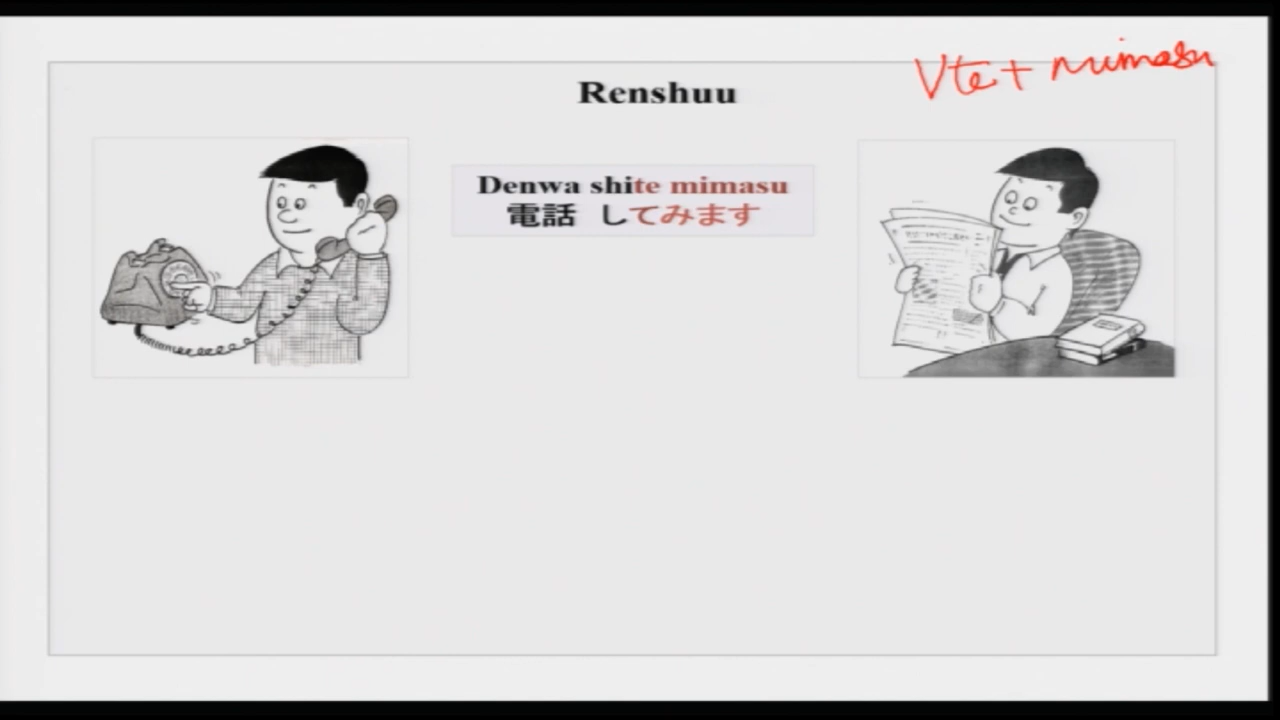 Vte + mimasu
Renshuu
Denwa shite mimasu
電話 してみます